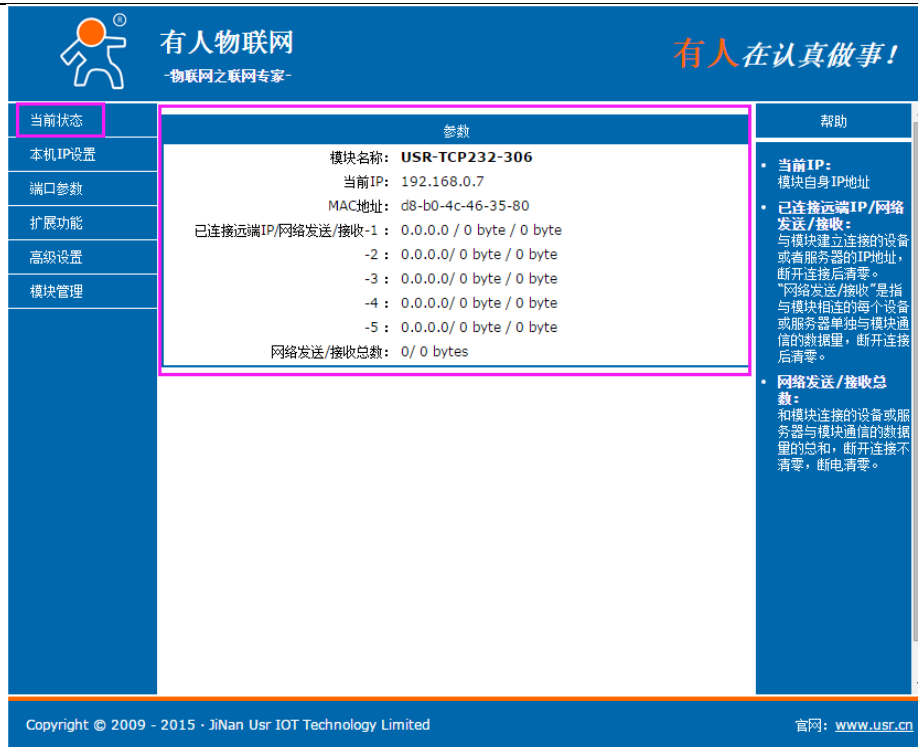 ®
有人物联网
-物联网之联网专家-
有人在认真做事！
当前状态
本机IP设置
端口参数
扩展功能
高级设置
模块管理
参数
模块名称： USR-TCP232-306
当前IP： 192.168.0.7
MAC地址： d8-b0-4c-46-35-80
已连接远端IP/网络发送/接收-1： 0.0.0.0 / 0 byte / 0 byte
-2： 0.0.0.0/ 0 byte / 0 byte
-3： 0.0.0.0/ 0 byte / 0 byte
-4： 0.0.0.0/ 0 byte / 0 byte
-5： 0.0.0.0/ 0 byte / 0 byte
网络发送/接收总数： 0/ 0 bytes
帮助
• 当前IP：
模块自身IP地址
• 已连接远端IP/网络
发送/接收：
与模块建立连接的设备
或者服务器的IP地址，
断开连接后清零。
"网络发送/接收"是指
与模块相连的每个设备
或服务器单独与模块通
信的数据量，断开连接
后清零。
• 网络发送/接收总
数：
和模块连接的设备或服
务器与模块通信的数据
量的总和，断开连接不
清零，断电清零。
Copyright © 2009 - 2015 · JiNan Usr IOT Technology Limited
官网：www.usr.cn